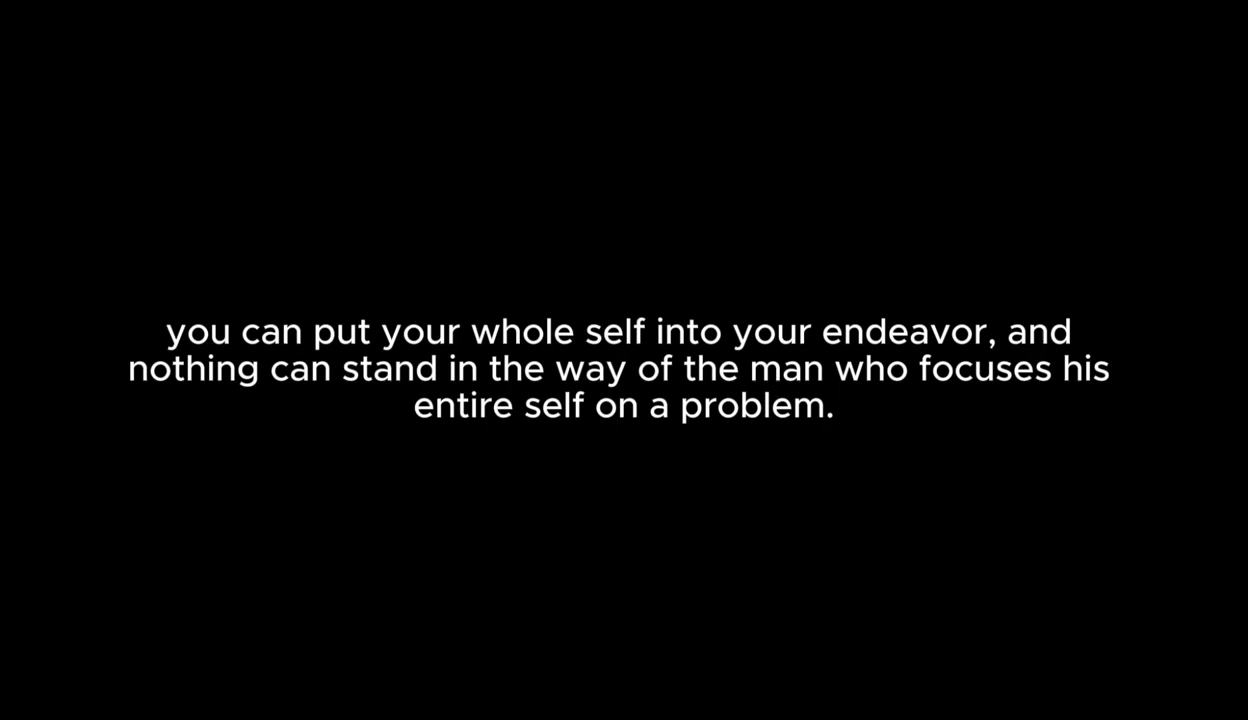 you can put your whole self into your endeavor, and
nothing can stand in the way of the man who focuses his
entire self on a problem.